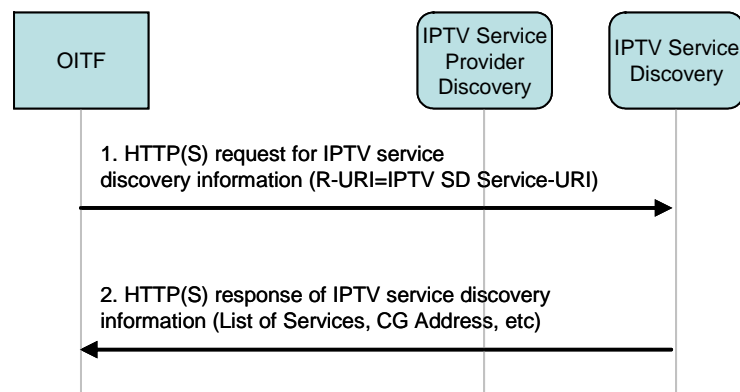 OITF
IPTV Service
Provider
Discovery
IPTV Service
Discovery
1. HTTP(S) request for IPTV service
discovery information (R-URI=IPTV SD Service-URI)
2. HTTP(S) response of IPTV service discovery
information (List of Services, CG Address, etc)